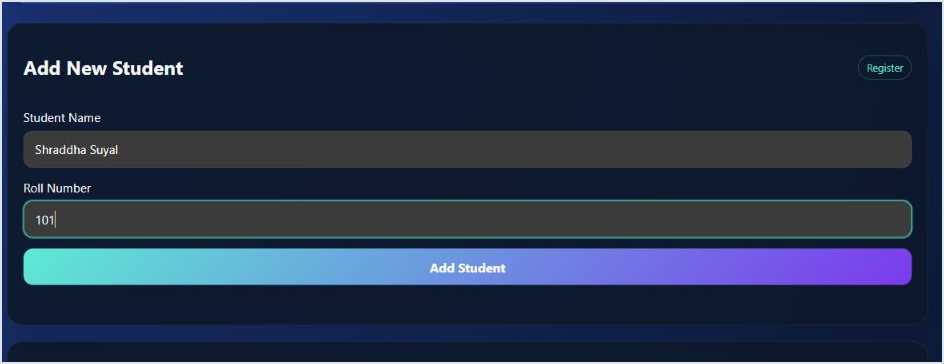 Add New Student
Register
Student Name
Shraddha Suyal
Roll Number
101
Add Student